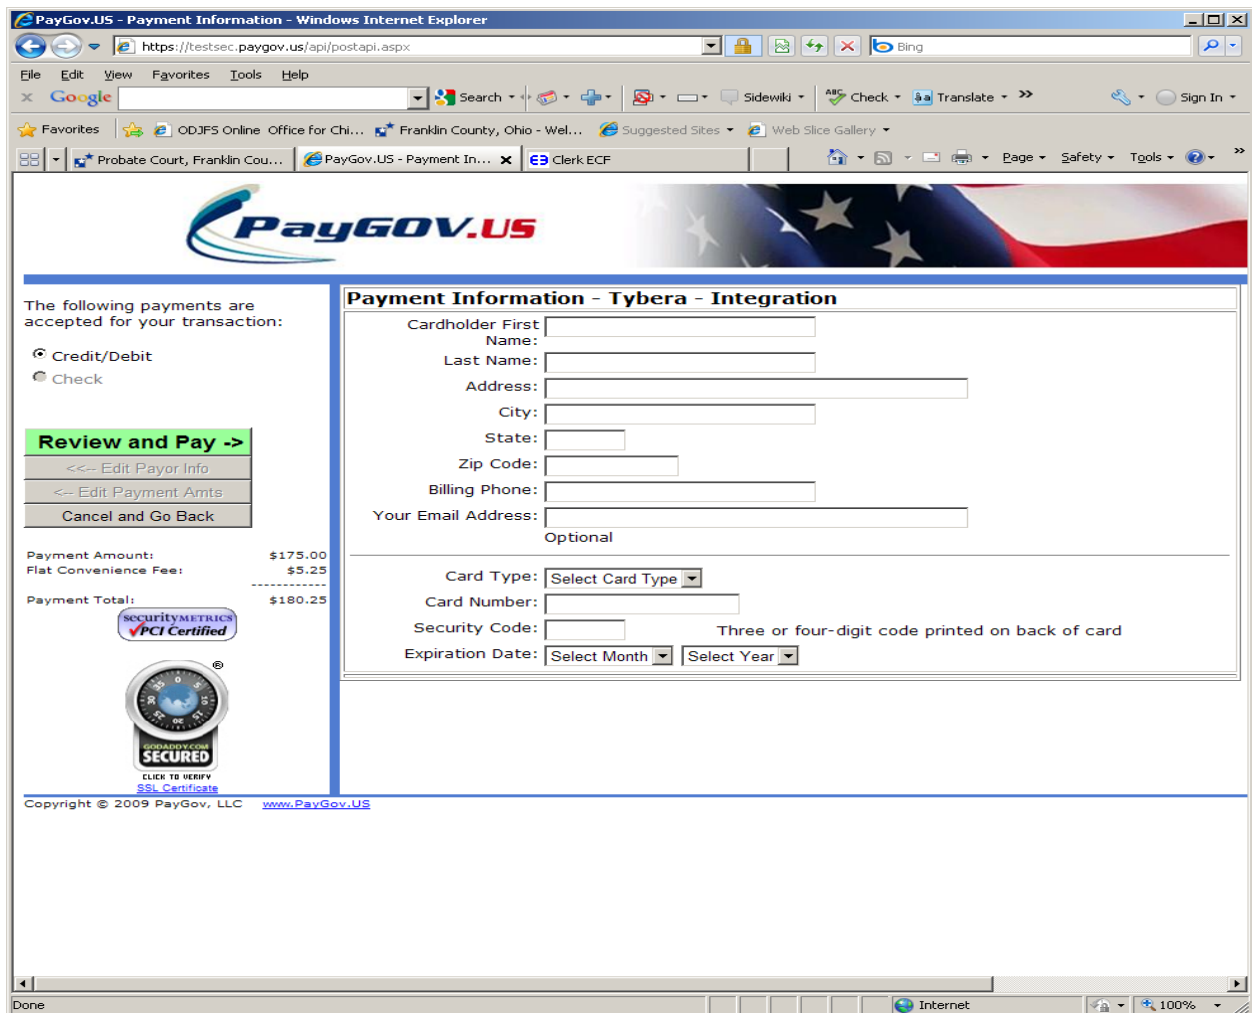 PayGov.US - Payment Information - Windows Internet Explorer
https://testsec.paygov.us/api/postapi.aspx
Bing
File Edit View Favorites Tools Help
x Google Search Sidewiki Check Translate >> Sign In
Favorites ODJFS Online Office for Chi... Franklin County, Ohio - Wel... Suggested Sites Web Slice Gallery
Probate Court, Franklin Cou... PayGov.US - Payment In... X Clerk ECF Page Safety Tools >>
PayGOV.US
The following payments are
accepted for your transaction:
Credit/Debit
Check
Review and Pay ->
<<-- Edit Payor Info
<-- Edit Payment Amts
Cancel and Go Back
Payment Amount: $175.00
Flat Convenience Fee: $5.25
------------
Payment Total: $180.25
securityMETRICS
PCI Certified
®
GODADDY.COM
SECURED
CLICK TO VERIFY
SSL Certificate
Payment Information - Tybera - Integration
Cardholder First
Name:
Last Name:
Address:
City:
State:
Zip Code:
Billing Phone:
Your Email Address:
Optional
Card Type: Select Card Type
Card Number:
Security Code: Three or four-digit code printed on back of card
Expiration Date: Select Month Select Year
Copyright © 2009 PayGov, LLC www.PayGov.US
Done Internet 100%